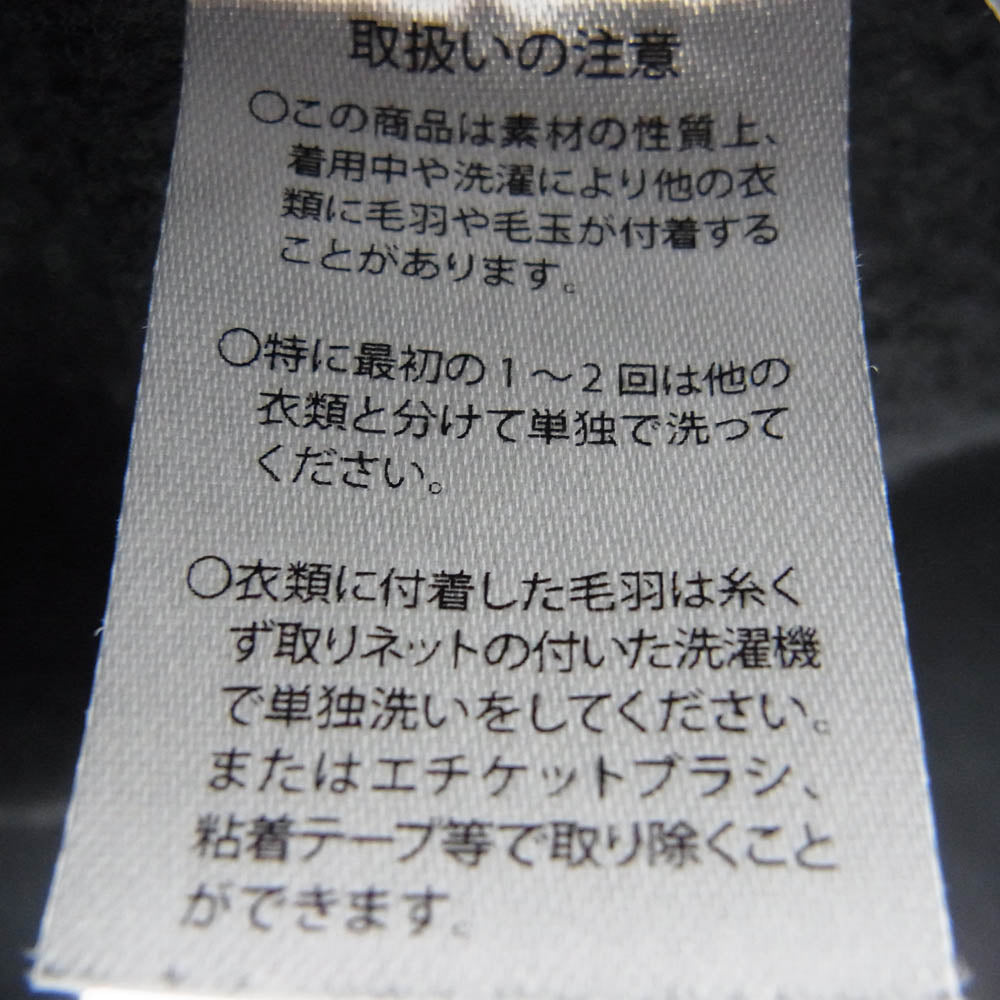 取扱いの注意
○この商品は素材の性質上、
着用中や洗濯により他の衣
類に毛羽や毛玉が付着する
ことがあります。
○特に最初の1～2回は他の
衣類と分けて単独で洗って
ください。
○衣類に付着した毛羽は糸く
ず取りネットの付いた洗濯機
で単独洗いをしてください。
またはエチケットブラシ、
粘着テープ等で取り除くこと
ができます。